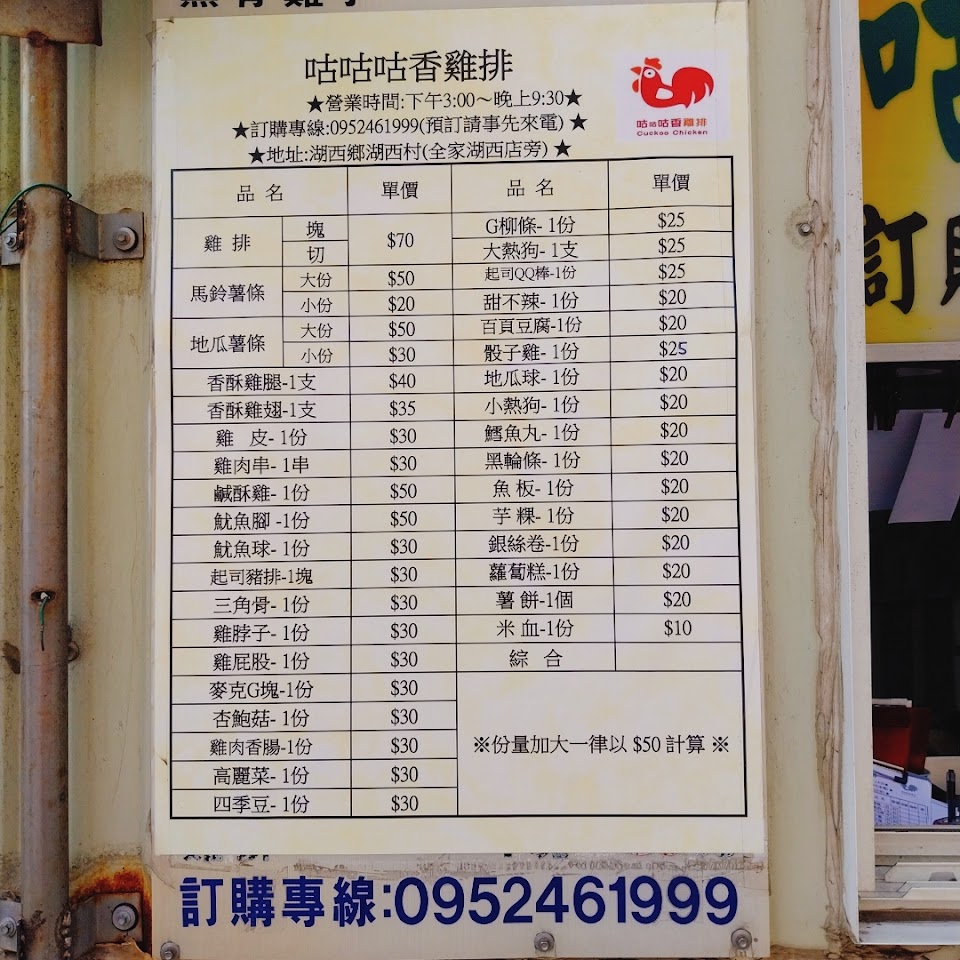 咕咕咕香雞排
★營業時間:下午3:00～晚上9:30★
★訂購專線:0952461999(預訂請事先來電) ★
★地址:湖西鄉湖西村(全家湖西店旁) ★
咕咕咕香雞排
Cuckoo Chicken
品 名 單價 品 名 單價
雞 排 塊 切 $70
馬鈴薯條 大份 $50
小份 $20
地瓜薯條 大份 $50
小份 $30
香酥雞腿-1支 $40
香酥雞翅-1支 $35
雞 皮- 1份 $30
雞肉串- 1串 $30
鹹酥雞- 1份 $50
魷魚腳 -1份 $50
魷魚球- 1份 $30
起司豬排-1塊 $30
三角骨- 1份 $30
雞脖子- 1份 $30
雞屁股- 1份 $30
麥克G塊-1份 $30
杏鮑菇- 1份 $30
雞肉香腸-1份 $30
高麗菜- 1份 $30
四季豆- 1份 $30
G柳條- 1份 $25
大熱狗- 1支 $25
起司QQ棒-1份 $25
甜不辣- 1份 $20
百頁豆腐-1份 $20
骰子雞- 1份 $25
地瓜球- 1份 $20
小熱狗- 1份 $20
鱈魚丸- 1份 $20
黑輪條- 1份 $20
魚 板- 1份 $20
芋 粿- 1份 $20
銀絲卷-1份 $20
蘿蔔糕-1份 $20
薯 餅-1個 $20
米 血-1份 $10
綜 合
※份量加大一律以 $50 計算 ※
訂購專線:0952461999
咕
訂購